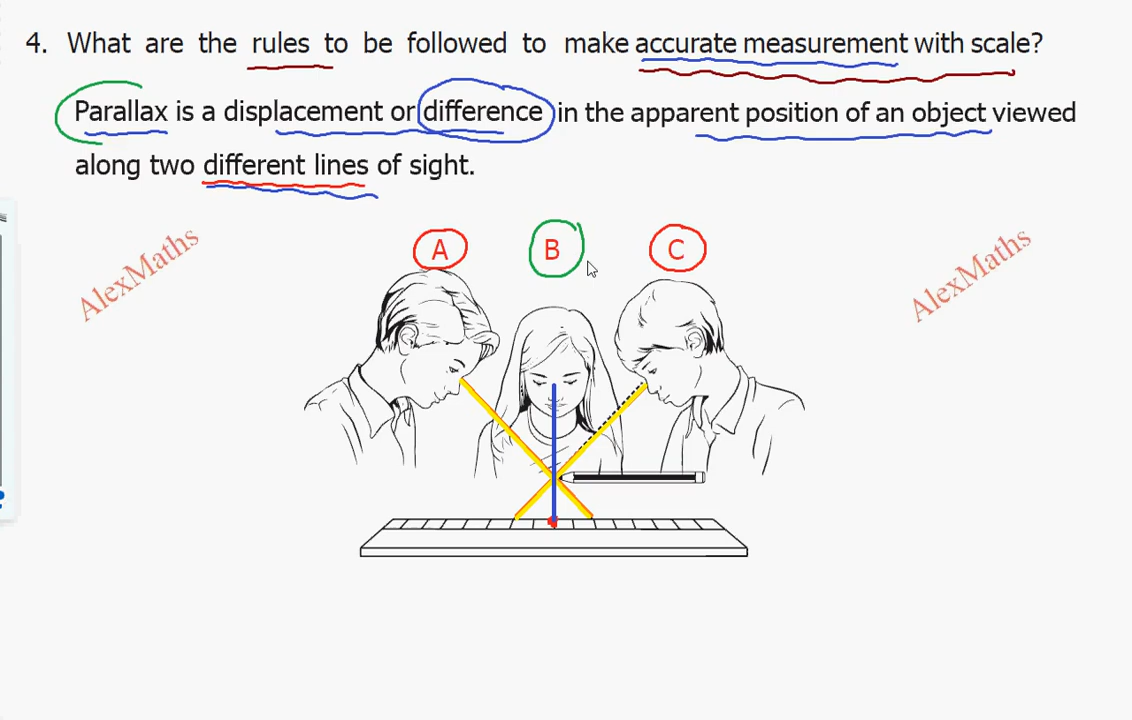 4. What are the rules to be followed to make accurate measurement with scale?
Parallax is a displacement or difference in the apparent position of an object viewed
along two different lines of sight.
A B C
AlexMaths
AlexMaths